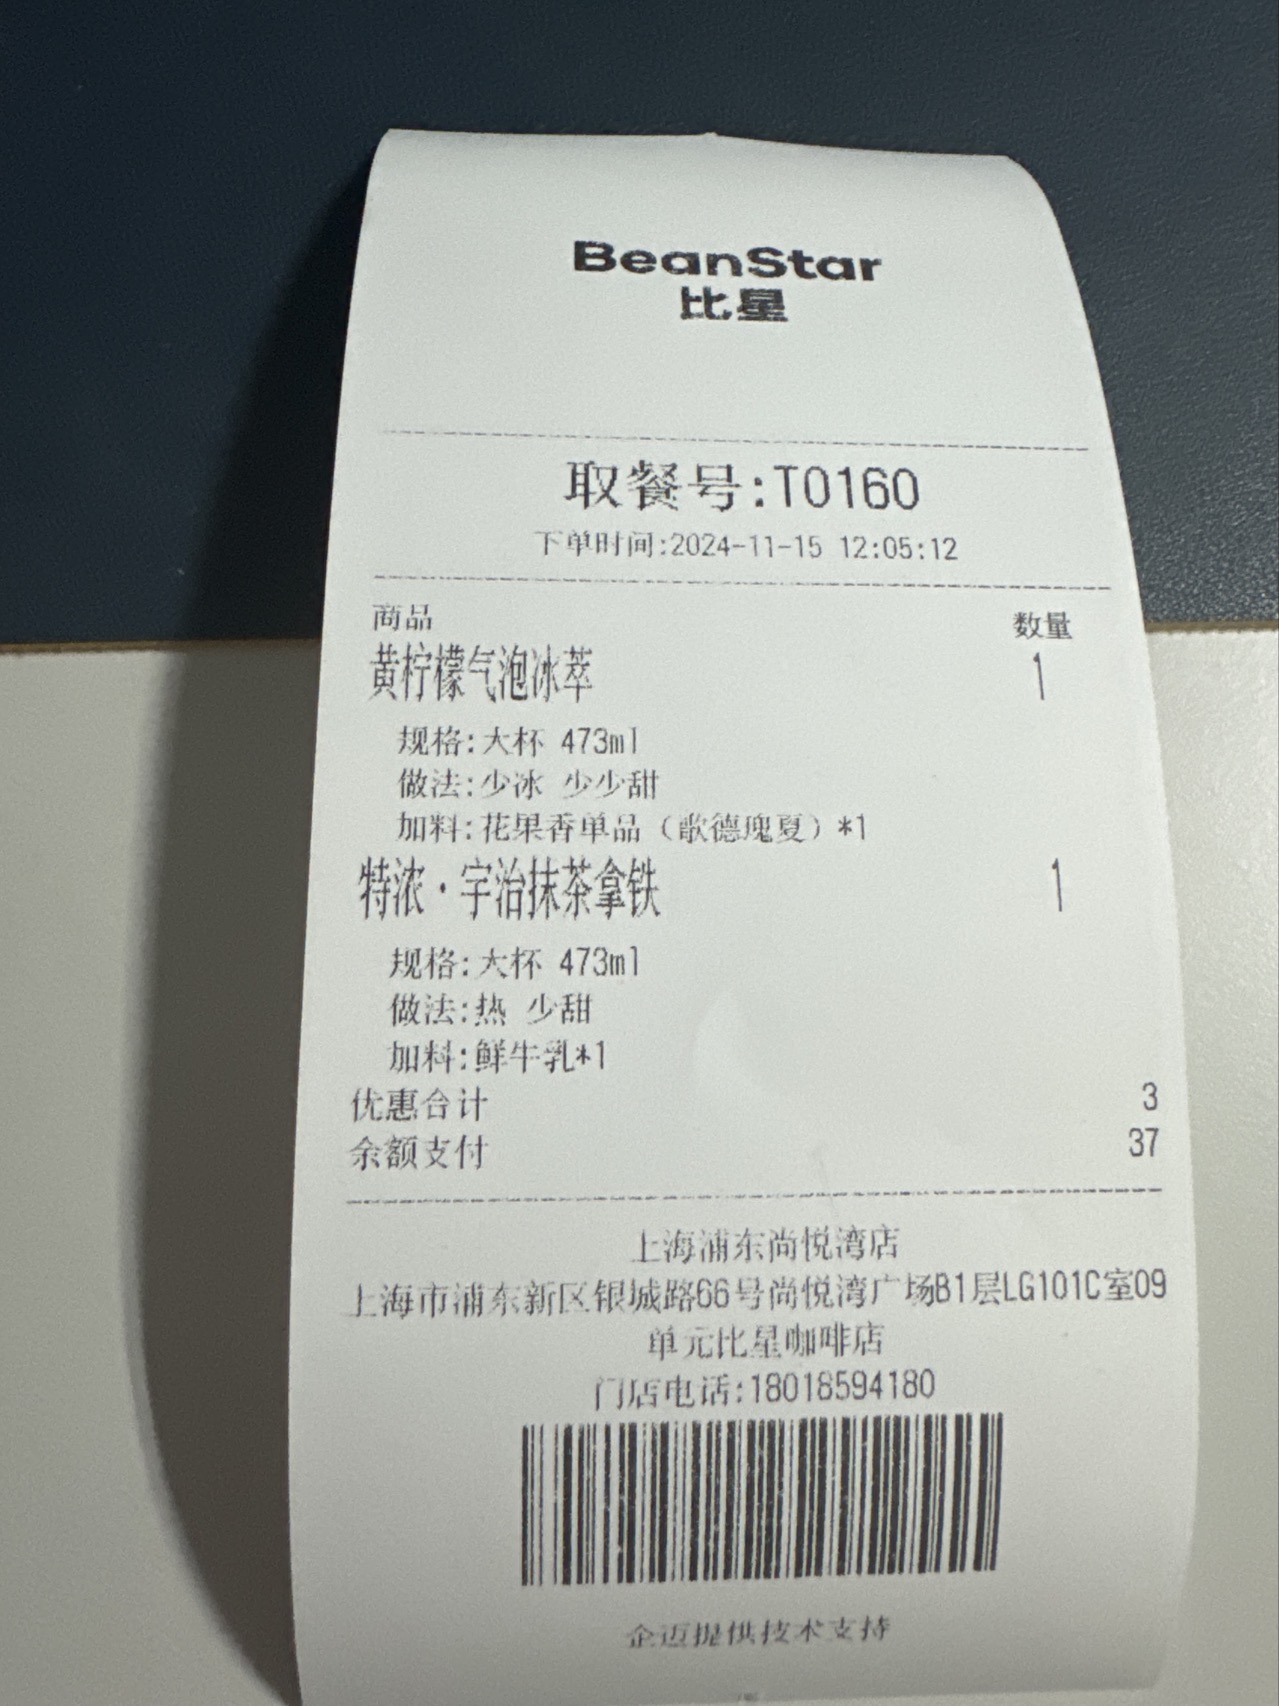 BeanStar
比星
取餐号:T0160
下单时间:2024-11-15 12:05:12
商品 数量
黄柠檬气泡冰萃 1
规格:大杯 473ml
做法:少冰 少少甜
加料:花果香单品（歌德瑰夏）*1
特浓·宇治抹茶拿铁 1
规格:大杯 473ml
做法:热 少甜
加料:鲜牛乳*1
优惠合计 3
余额支付 37
上海浦东尚悦湾店
上海市浦东新区银城路66号尚悦湾广场B1层LG101C室09
单元比星咖啡店
门店电话:18018594180
企迈提供技术支持